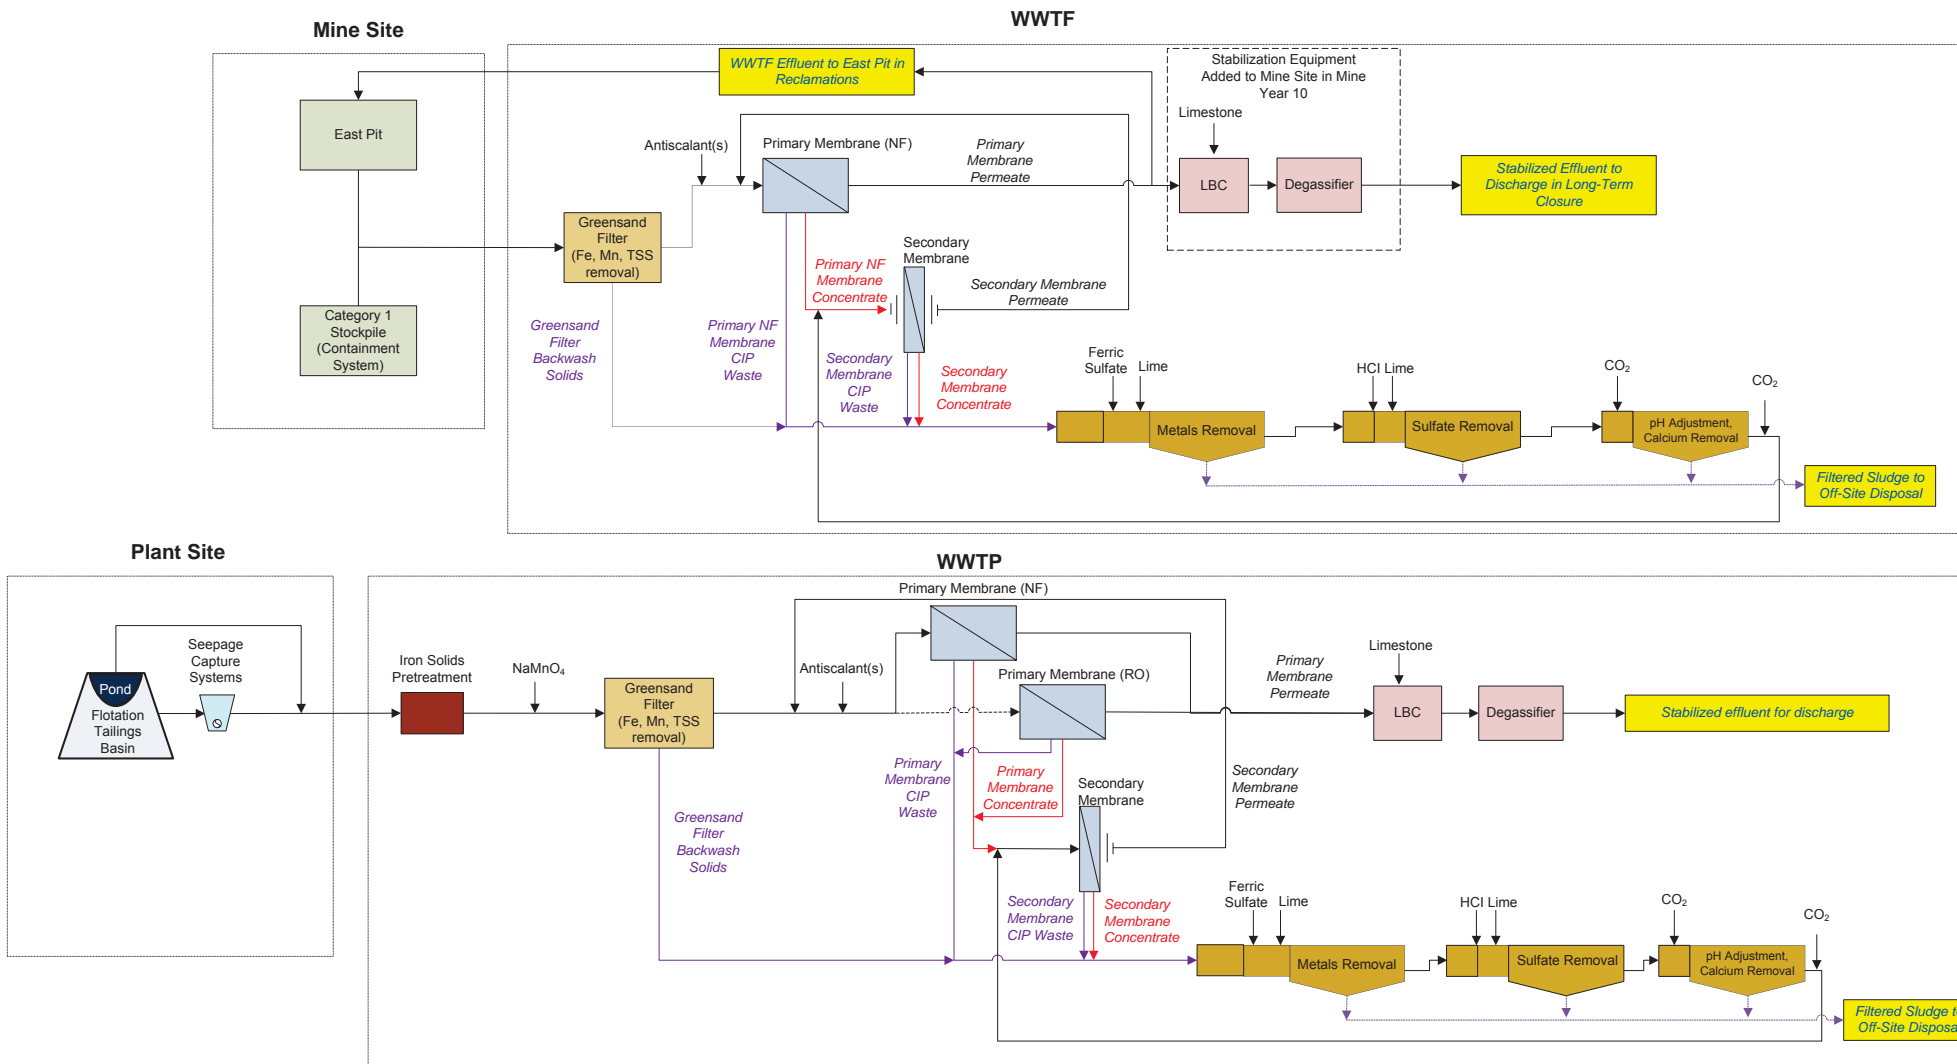 WWTF
Mine Site
WWTF Effluent to East Pit in
Reclamations
Stabilization Equipment
Added to Mine Site in Mine
Year 10
Limestone
East Pit
Antiscalant(s)
Primary Membrane (NF)
Primary
Membrane
Permeate
LBC
Degassifier
Stabilized Effluent to
Discharge in Long-Term
Closure
Greensand
Filter
(Fe, Mn, TSS
removal)
Secondary
Membrane
Primary NF
Membrane
Concentrate
Secondary Membrane
Permeate
Category 1
Stockpile
(Containment
System)
Greensand
Filter
Backwash
Solids
Primary NF
Membrane
CIP
Waste
Secondary
Membrane
CIP
Waste
Secondary
Membrane
Concentrate
Ferric
Sulfate
Lime
HCl Lime
CO2
CO2
Metals Removal
Sulfate Removal
pH Adjustment,
Calcium Removal
Filtered Sludge to
Off-Site Disposal
Plant Site
WWTP
Primary Membrane (NF)
Seepage
Capture
Systems
Iron Solids
Pretreatment
NaMnO4
Antiscalant(s)
Primary Membrane (RO)
Primary
Membrane
Permeate
Limestone
Pond
Flotation
Tailings
Basin
Greensand
Filter
(Fe, Mn, TSS
removal)
LBC
Degassifier
Stabilized effluent for discharge
Primary
Membrane
CIP
Waste
Primary
Membrane
Concentrate
Secondary
Membrane
Secondary
Membrane
Permeate
Greensand
Filter
Backwash
Solids
Secondary
Membrane
CIP Waste
Secondary
Membrane
Concentrate
Ferric
Sulfate
Lime
HCl Lime
CO2
CO2
Metals Removal
Sulfate Removal
pH Adjustment,
Calcium Removal
Filtered Sludge t
Off-Site Disposa